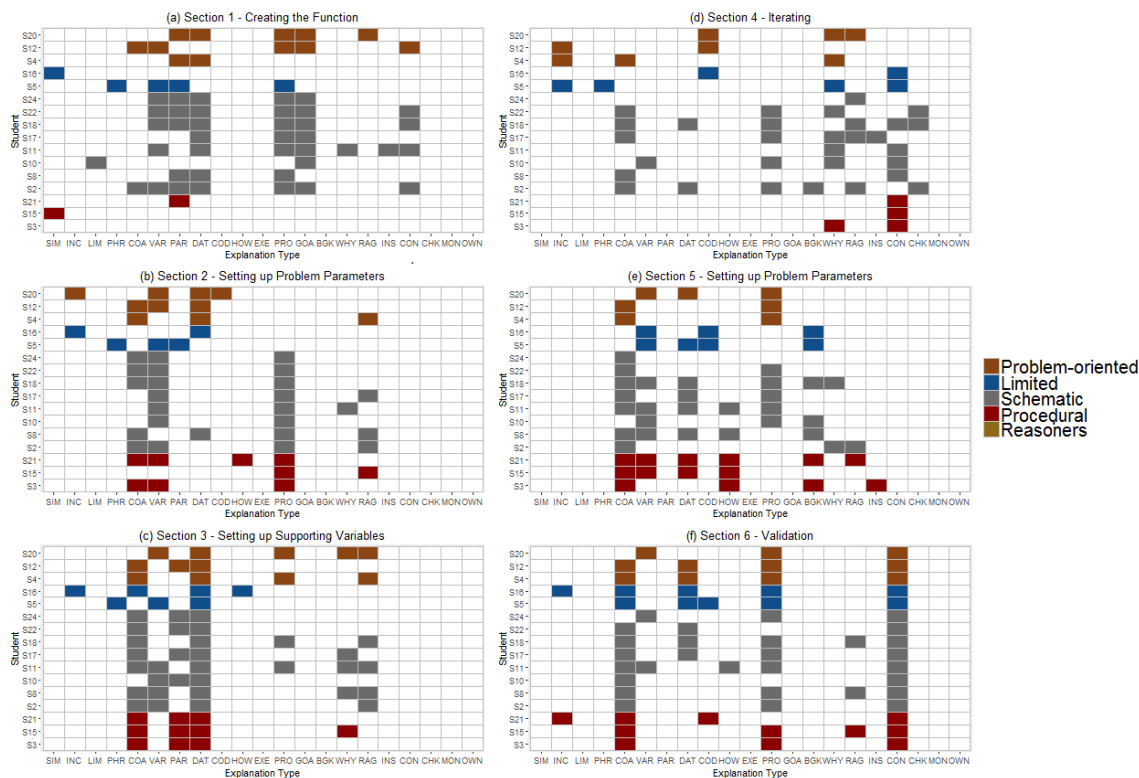 (a) Section 1 - Creating the Function
Student
S20
S12
S4
S16
S5
S24
S22
S18
S17
S11
S10
S8
S2
S21
S15
S3
SIM INC LIM PHR COA VAR PAR DAT COD HOW EXE PRO GOA BGK WHY RAG INS CON CHK MON OWN
Explanation Type
(b) Section 2 - Setting up Problem Parameters
Student
S20
S12
S4
S16
S5
S24
S22
S18
S17
S11
S10
S8
S2
S21
S15
S3
SIM INC LIM PHR COA VAR PAR DAT COD HOW EXE PRO GOA BGK WHY RAG INS CON CHK MON OWN
Explanation Type
(c) Section 3 - Setting up Supporting Variables
Student
S20
S12
S4
S16
S5
S24
S22
S18
S17
S11
S10
S8
S2
S21
S15
S3
SIM INC LIM PHR COA VAR PAR DAT COD HOW EXE PRO GOA BGK WHY RAG INS CON CHK MON OWN
Explanation Type
(d) Section 4 - Iterating
Student
S20
S12
S4
S16
S5
S24
S22
S18
S17
S11
S10
S8
S2
S21
S15
S3
SIM INC LIM PHR COA VAR PAR DAT COD HOW EXE PRO GOA BGK WHY RAG INS CON CHK MON OWN
Explanation Type
(e) Section 5 - Setting up Problem Parameters
Student
S20
S12
S4
S16
S5
S24
S22
S18
S17
S11
S10
S8
S2
S21
S15
S3
SIM INC LIM PHR COA VAR PAR DAT COD HOW EXE PRO GOA BGK WHY RAG INS CON CHK MON OWN
Explanation Type
(f) Section 6 - Validation
Student
S20
S12
S4
S16
S5
S24
S22
S18
S17
S11
S10
S8
S2
S21
S15
S3
SIM INC LIM PHR COA VAR PAR DAT COD HOW EXE PRO GOA BGK WHY RAG INS CON CHK MON OWN
Explanation Type
Problem-oriented
Limited
Schematic
Procedural
Reasoners